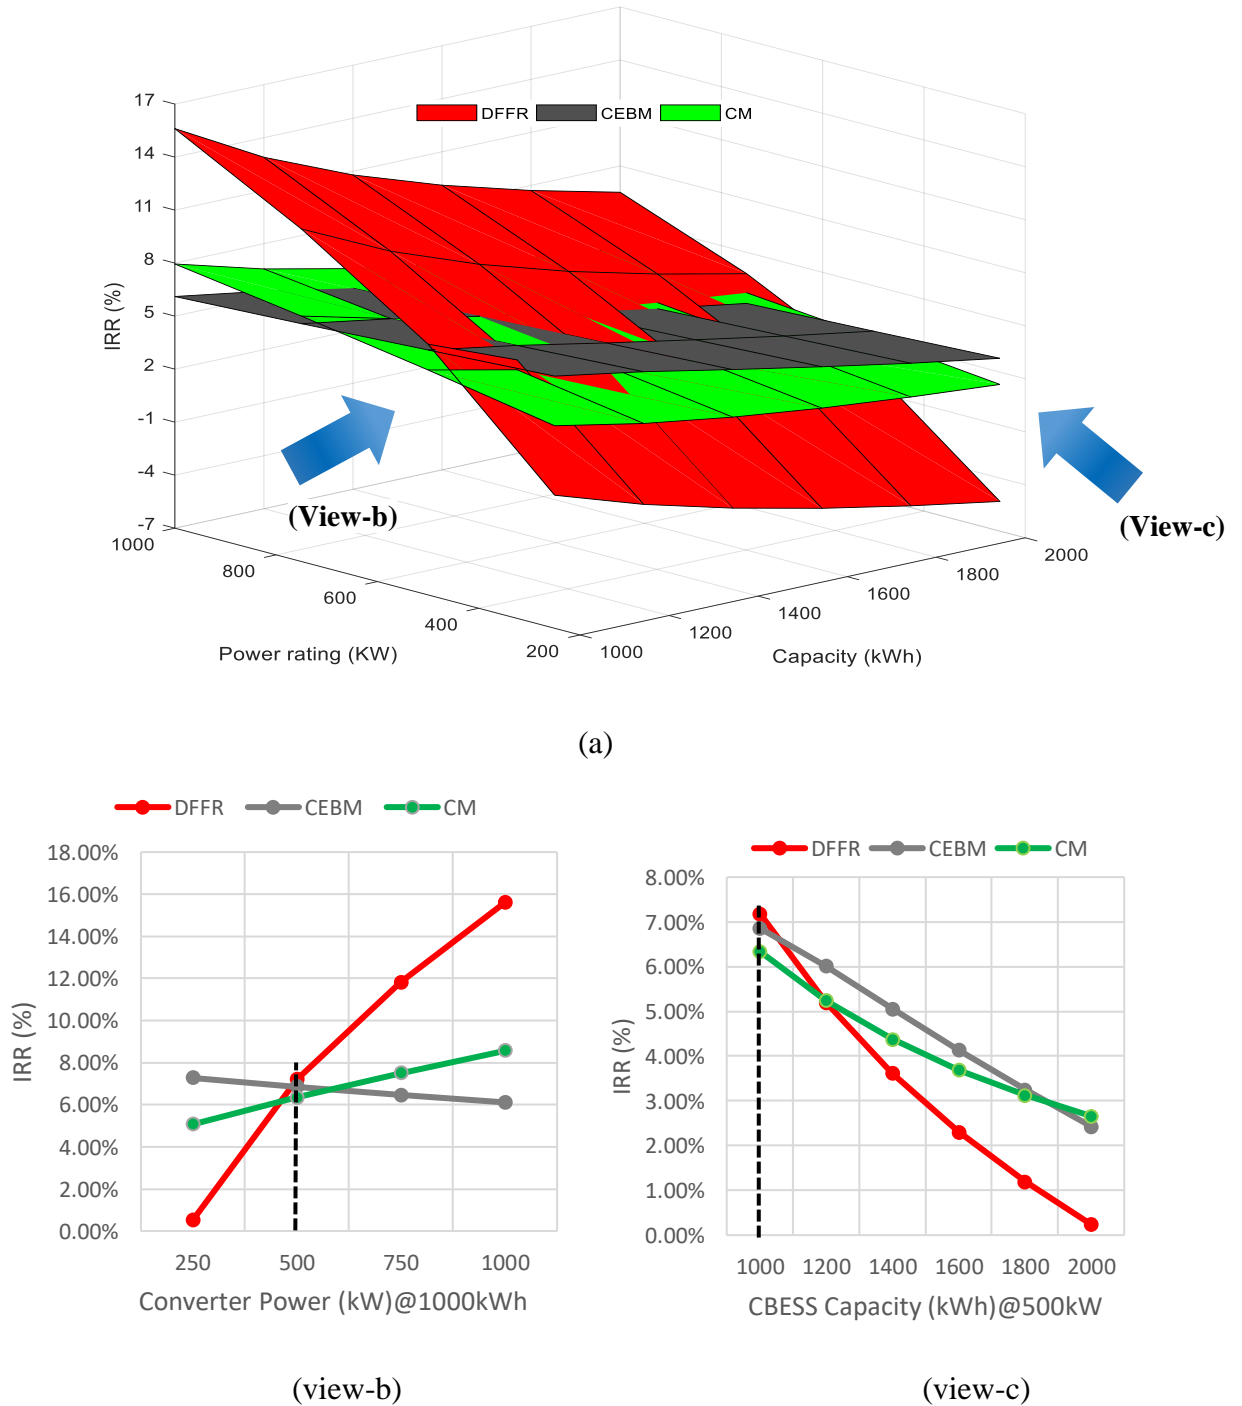 17
14
11
8
5
2
-1
-4
-7
IRR (%)
DFFR CEBM CM
1000
800
600
400
200
Power rating (KW)
1000
1200
1400
1600
1800
2000
Capacity (kWh)
(View-b)
(View-c)
(a)
DFFR CEBM CM
18.00%
16.00%
14.00%
12.00%
10.00%
8.00%
6.00%
4.00%
2.00%
0.00%
IRR (%)
250 500 750 1000
Converter Power (kW)@1000kWh
(view-b)
DFFR CEBM CM
8.00%
7.00%
6.00%
5.00%
4.00%
3.00%
2.00%
1.00%
0.00%
IRR (%)
1000 1200 1400 1600 1800 2000
CBESS Capacity (kWh)@500kW
(view-c)